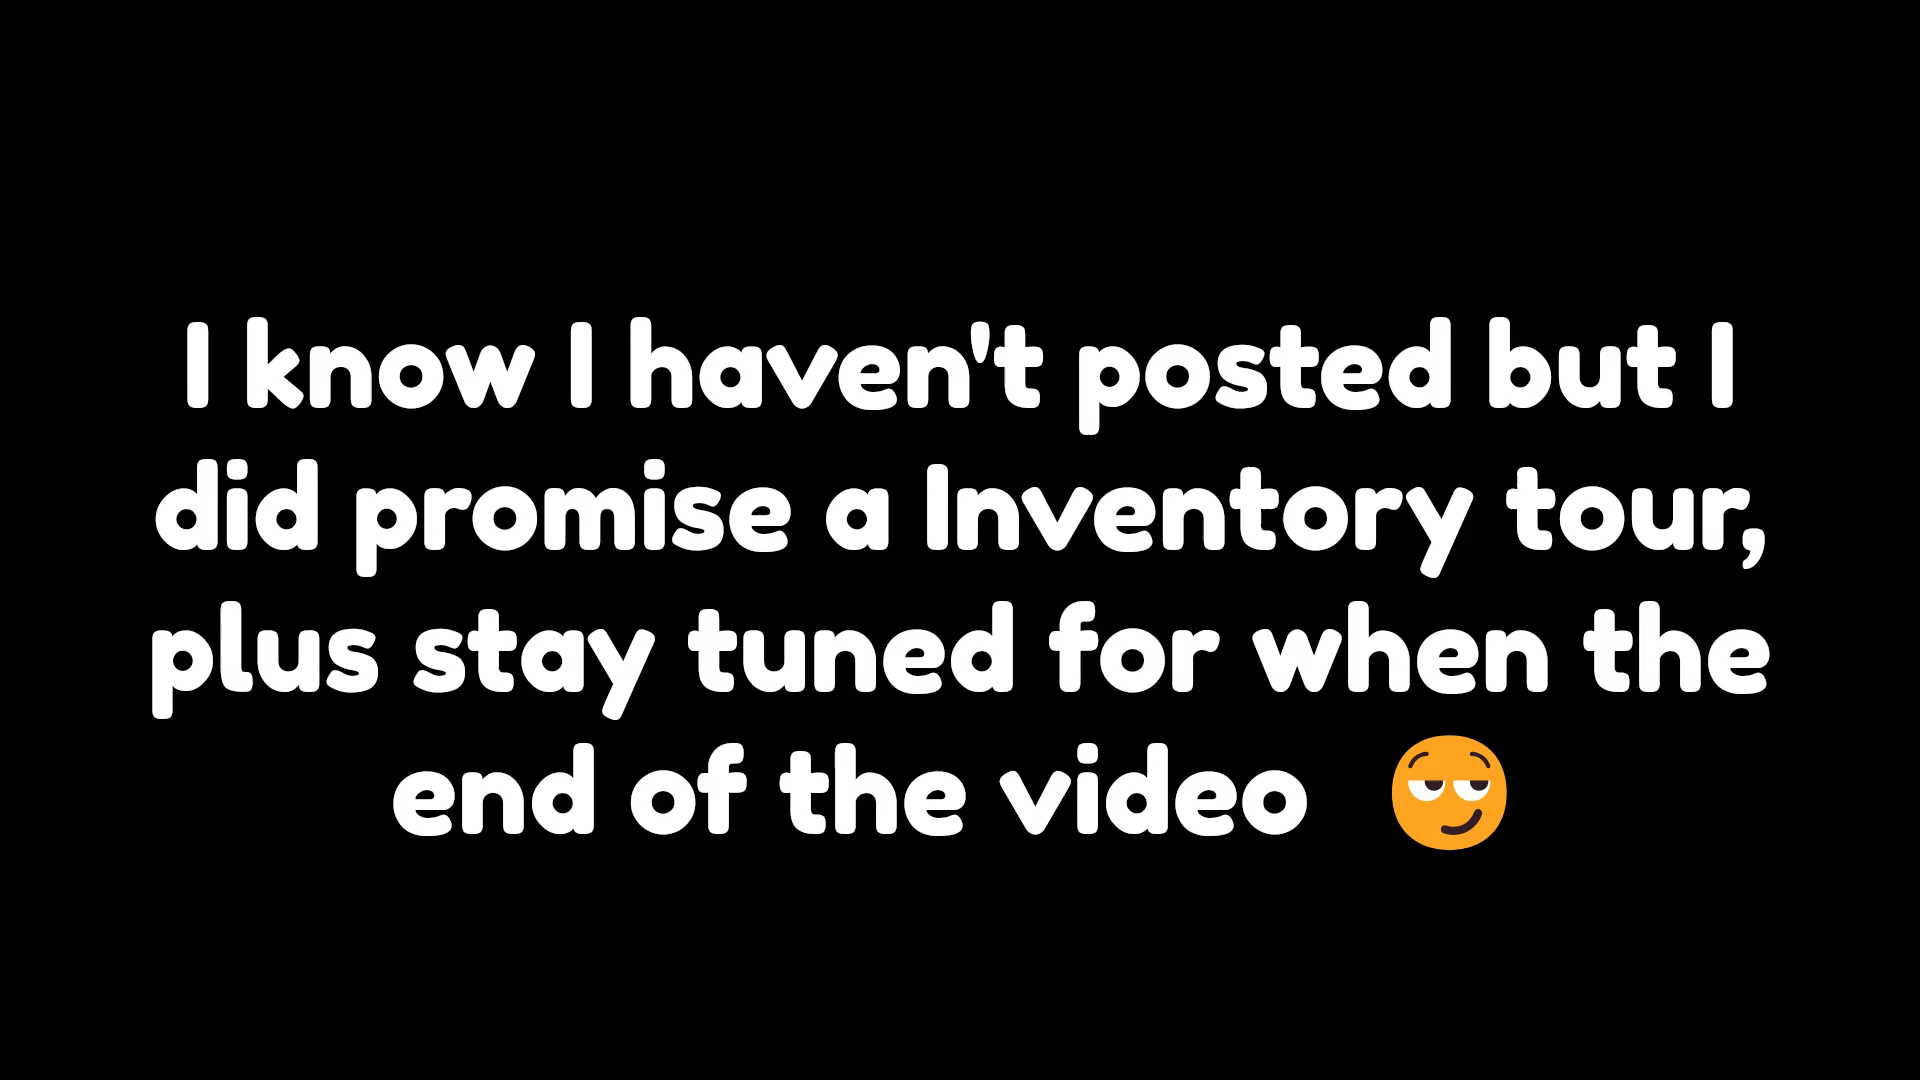 I know I haven't posted but I
did promise a Inventory tour,
plus stay tuned for when the
end of the video 😏